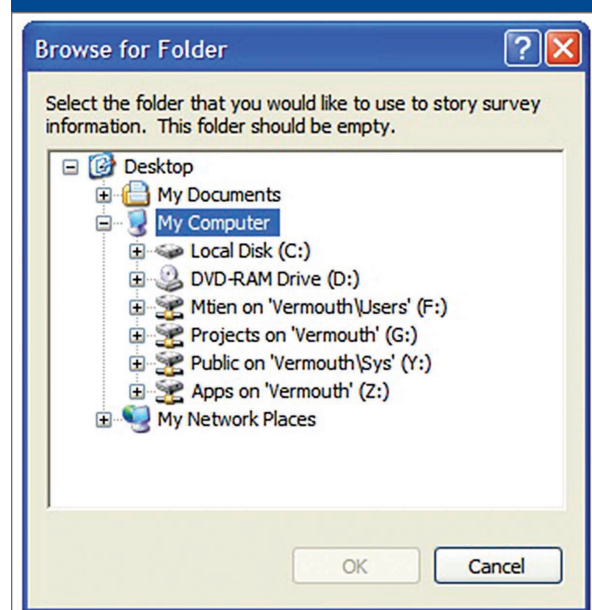 Browse for Folder
Select the folder that you would like to use to story survey
information. This folder should be empty.
Desktop
My Documents
My Computer
Local Disk (C:)
DVD-RAM Drive (D:)
Mtien on 'Vermouth\Users' (F:)
Projects on 'Vermouth' (G:)
Public on 'Vermouth\Sys' (Y:)
Apps on 'Vermouth' (Z:)
My Network Places
OK Cancel